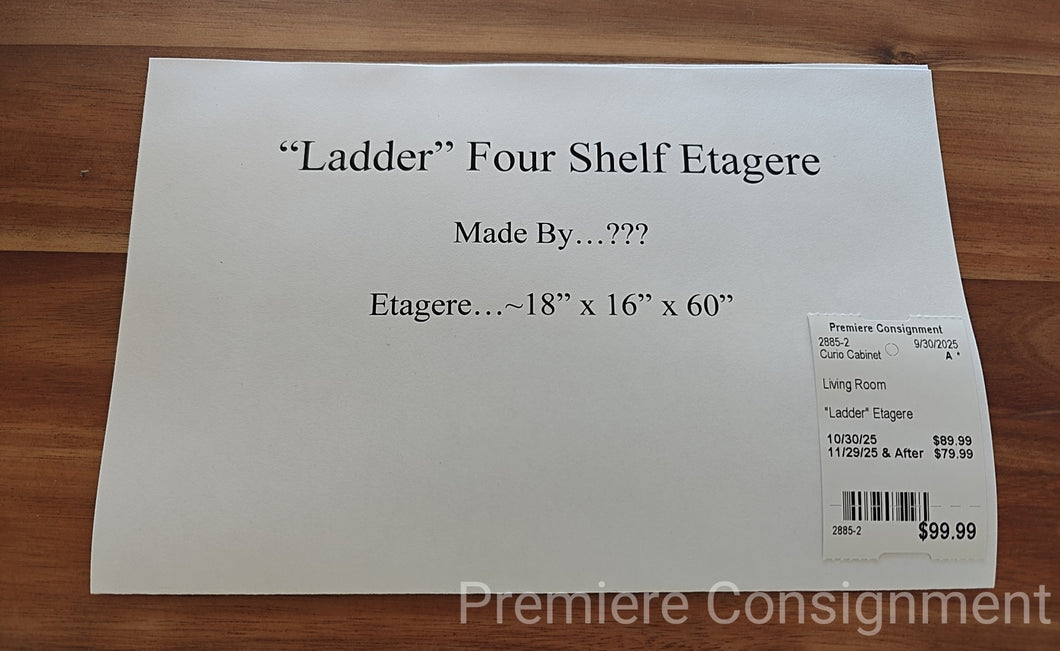 “Ladder” Four Shelf Etagere
Made By…???
Etagere…~18” x 16” x 60”
Premiere Consignment
2885-2 9/30/2025
Curio Cabinet A *
Living Room
"Ladder" Etagere
10/30/25 $89.99
11/29/25 & After $79.99
2885-2 $99.99
Premiere Consignment